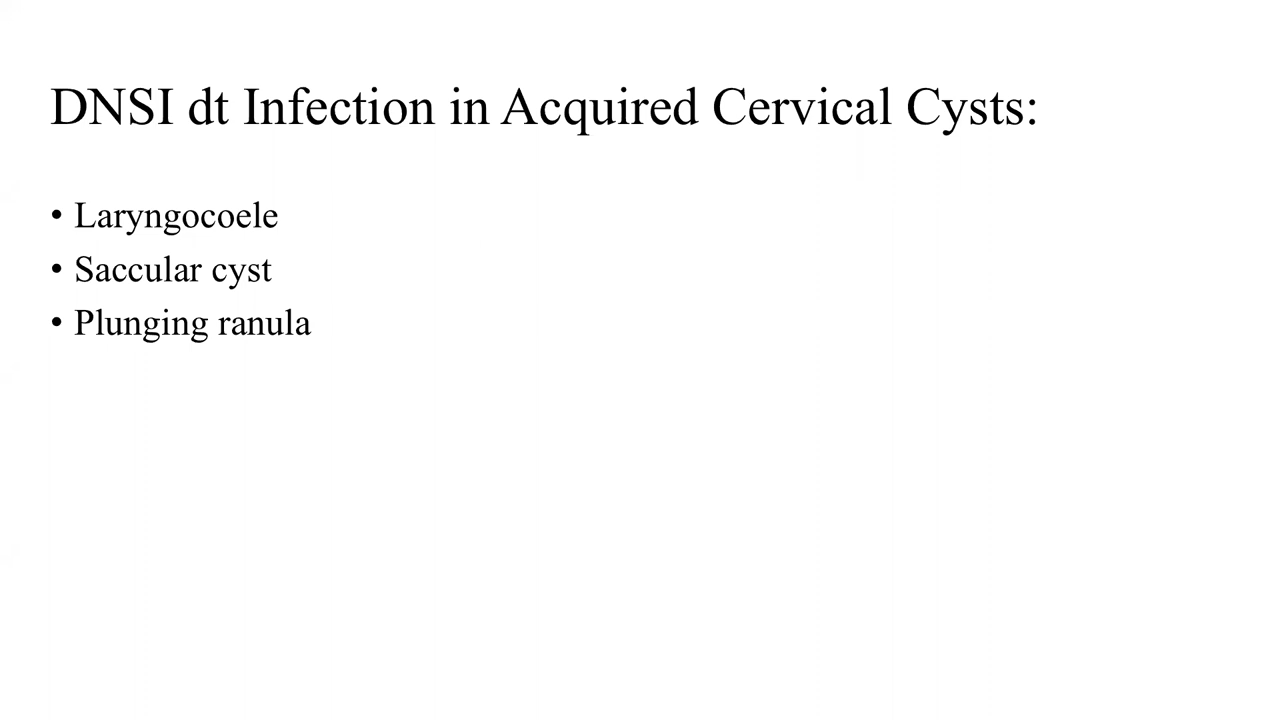 DNSI dt Infection in Acquired Cervical Cysts:
• Laryngocoele
• Saccular cyst
• Plunging ranula